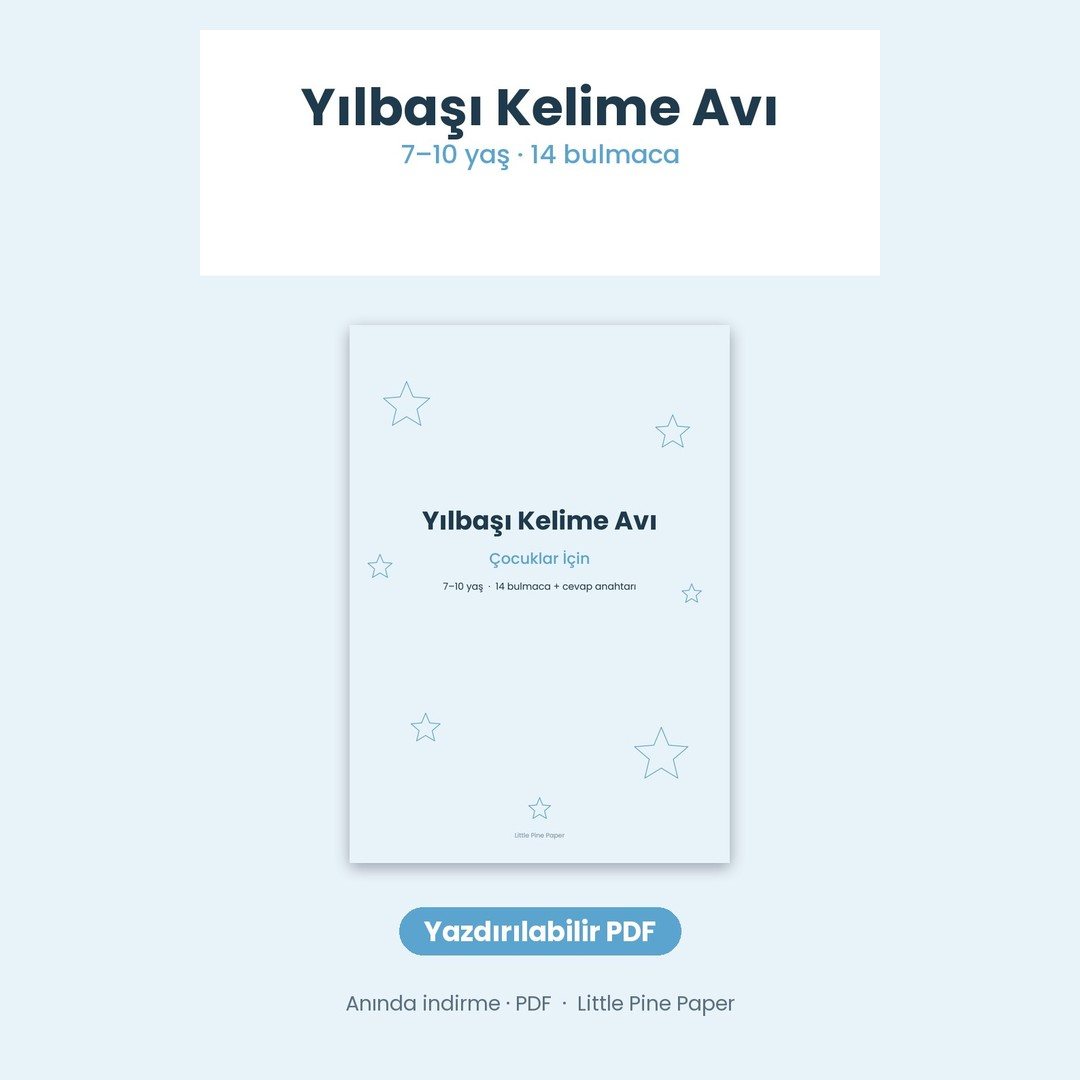 Yılbaşı Kelime Avı
7–10 yaş · 14 bulmaca
Yılbaşı Kelime Avı
Çocuklar İçin
7–10 yaş · 14 bulmaca + cevap anahtarı
Little Pine Paper
Yazdırılabilir PDF
Anında indirme · PDF · Little Pine Paper